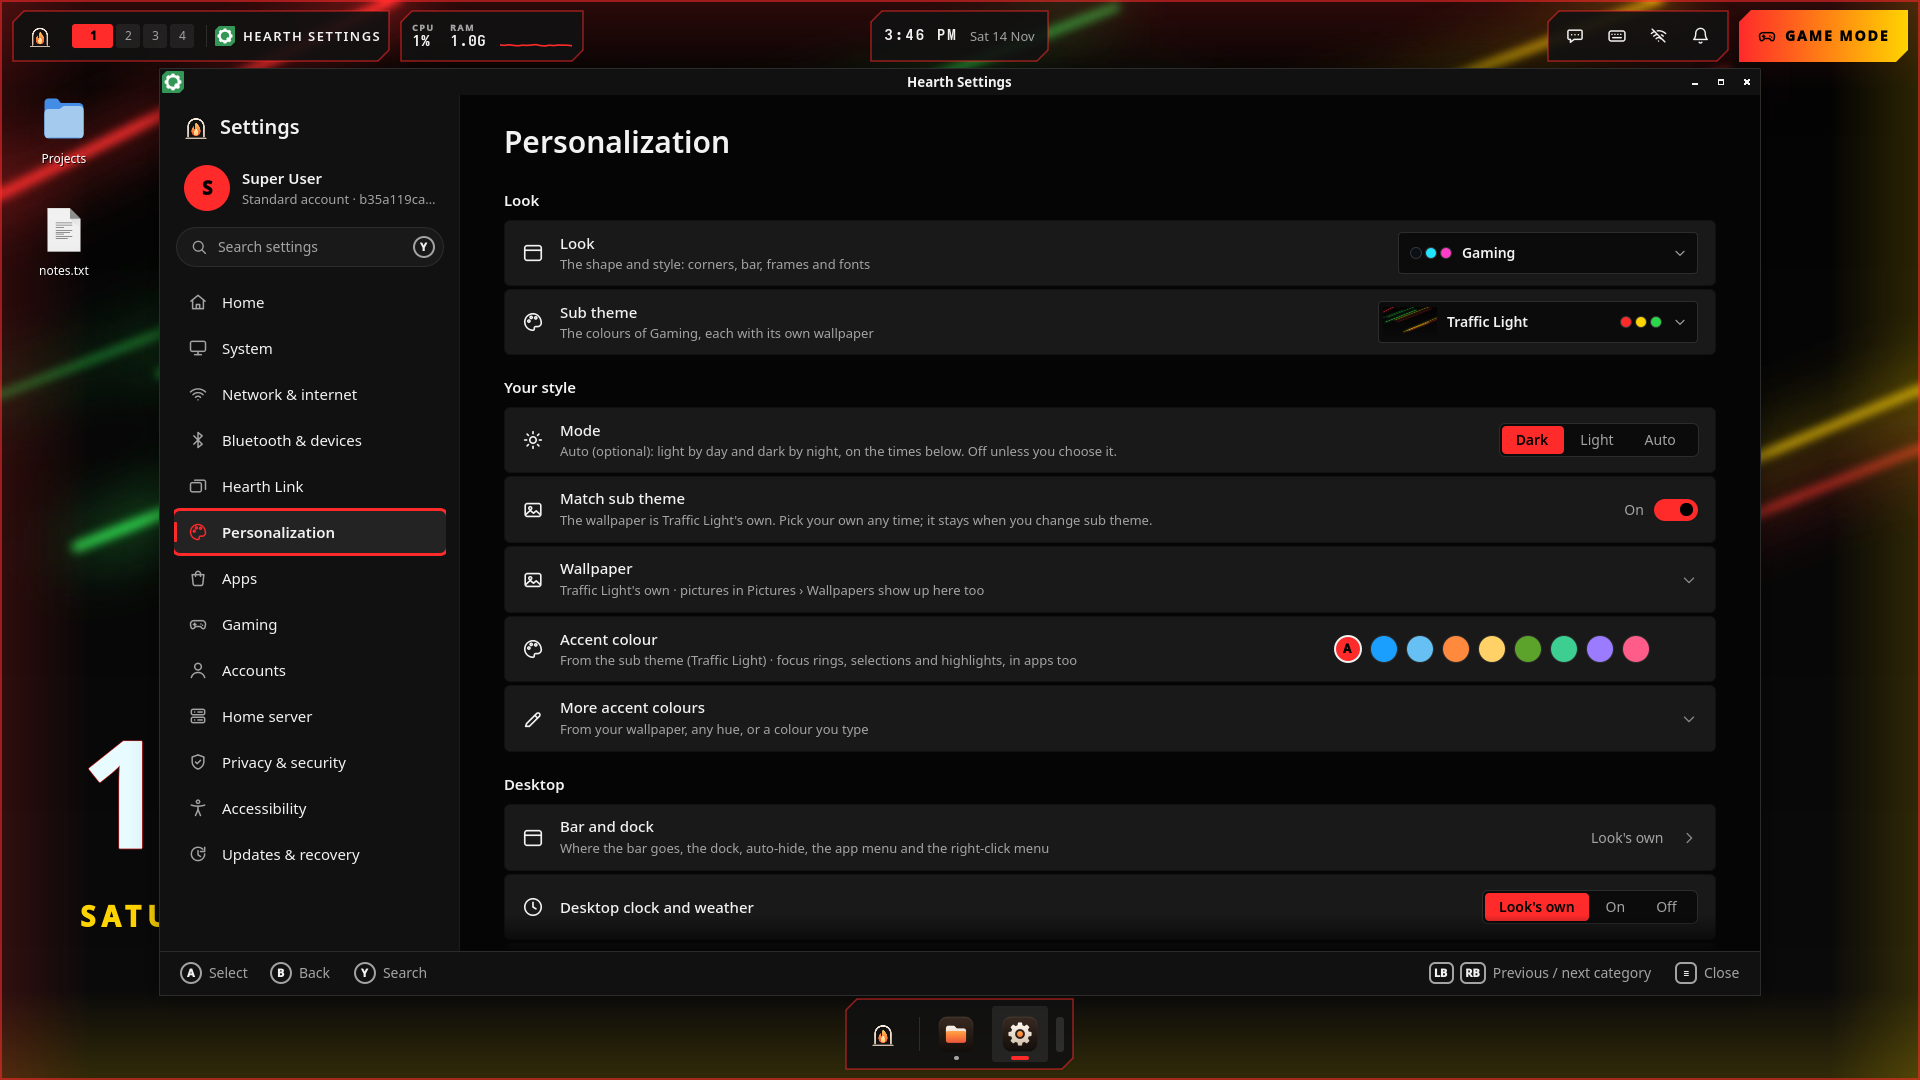 1 2 3 4 HEARTH SETTINGS
CPU RAM
1% 1.0G
3:46 PM Sat 14 Nov
GAME MODE
Hearth Settings
Projects
notes.txt
1
SATU
Settings
S
Super User
Standard account · b35a119ca...
Search settings Y
Home
System
Network & internet
Bluetooth & devices
Hearth Link
Personalization
Apps
Gaming
Accounts
Home server
Privacy & security
Accessibility
Updates & recovery
Personalization
Look
Look
The shape and style: corners, bar, frames and fonts
Gaming
Sub theme
The colours of Gaming, each with its own wallpaper
Traffic Light
Your style
Mode
Auto (optional): light by day and dark by night, on the times below. Off unless you choose it.
Dark Light Auto
Match sub theme
The wallpaper is Traffic Light's own. Pick your own any time; it stays when you change sub theme.
On
Wallpaper
Traffic Light's own · pictures in Pictures › Wallpapers show up here too
Accent colour
From the sub theme (Traffic Light) · focus rings, selections and highlights, in apps too
A
More accent colours
From your wallpaper, any hue, or a colour you type
Desktop
Bar and dock
Where the bar goes, the dock, auto-hide, the app menu and the right-click menu
Look's own
Desktop clock and weather
Look's own On Off
A Select B Back Y Search
LB RB Previous / next category ≡ Close